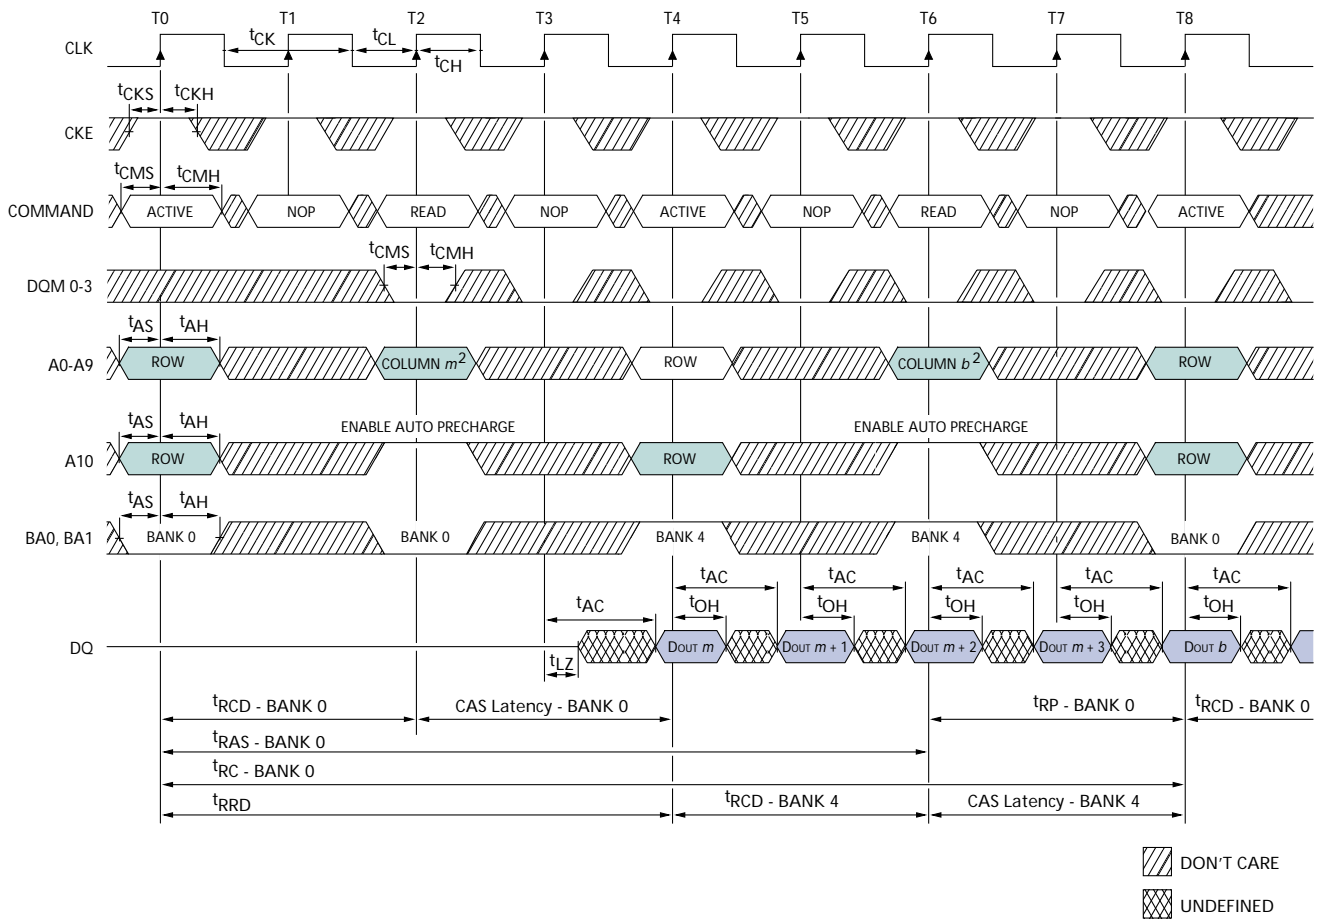 T0 T1 T2 T3 T4 T5 T6 T7 T8
CLK tCK tCL tCH
tCKS tCKH
CKE
tCMS tCMH
COMMAND ACTIVE NOP READ NOP ACTIVE NOP READ NOP ACTIVE
tCMS tCMH
DQM 0-3
tAS tAH
A0-A9 ROW COLUMN m2 ROW COLUMN b2 ROW
tAS tAH ENABLE AUTO PRECHARGE ENABLE AUTO PRECHARGE
A10 ROW ROW ROW
tAS tAH
BA0, BA1 BANK 0 BANK 0 BANK 4 BANK 4 BANK 0
tAC tAC tAC tAC tAC tAC
tOH tOH tOH tOH tOH
DQ DOUT m DOUT m + 1 DOUT m + 2 DOUT m + 3 DOUT b
tLZ
tRCD - BANK 0 CAS Latency - BANK 0 tRP - BANK 0 tRCD - BANK 0
tRAS - BANK 0
tRC - BANK 0
tRRD tRCD - BANK 4 CAS Latency - BANK 4
DON'T CARE
UNDEFINED